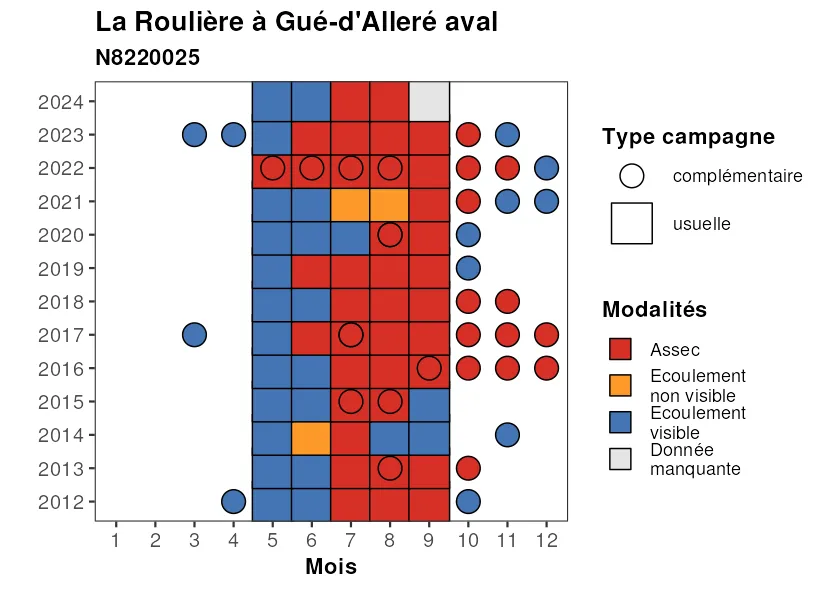 La Roulière à Gué-d'Alleré aval
N8220025
2024
2023
2022
2021
2020
2019
2018
2017
2016
2015
2014
2013
2012
1 2 3 4 5 6 7 8 9 10 11 12
Mois
Type campagne
complémentaire
usuelle
Modalités
Assec
Ecoulement
non visible
Ecoulement
visible
Donnée
manquante